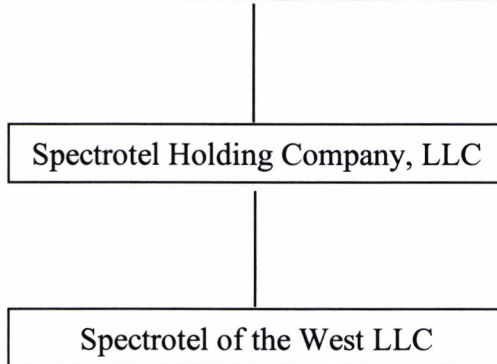 Spectrotel Holding Company, LLC
Spectrotel of the West LLC